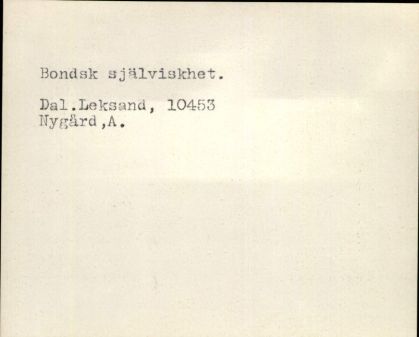 Bondsk själviskhet.
Dal.Leksand, 10453
Nygård,A.